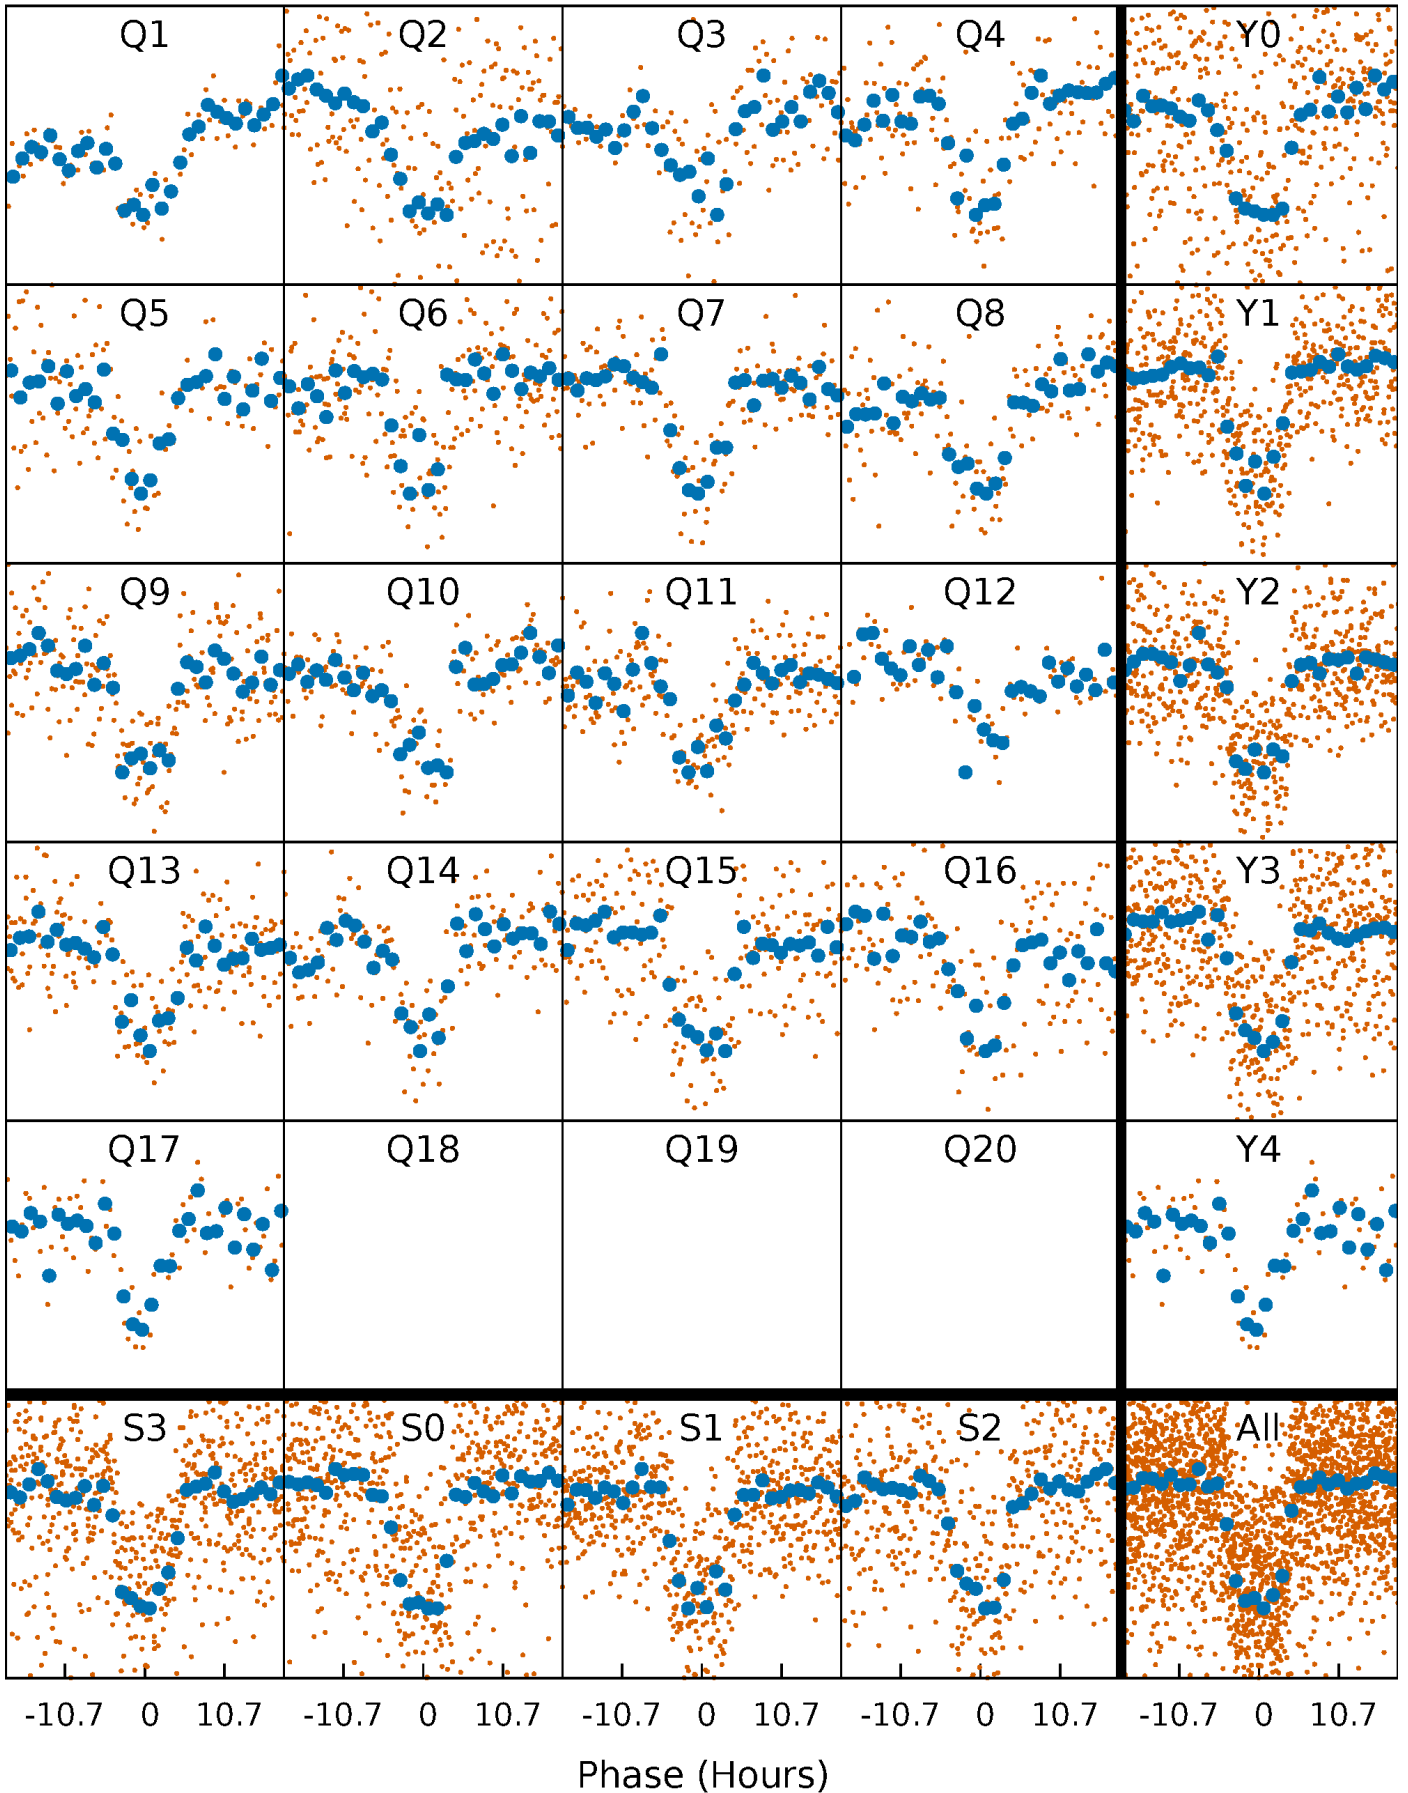 Q1 Q2 Q3 Q4 Y0
Q5 Q6 Q7 Q8 Y1
Q9 Q10 Q11 Q12 Y2
Q13 Q14 Q15 Q16 Y3
Q17 Q18 Q19 Q20 Y4
S3 S0 S1 S2 All
-10.7 0 10.7 -10.7 0 10.7 -10.7 0 10.7 -10.7 0 10.7 -10.7 0 10.7
Phase (Hours)